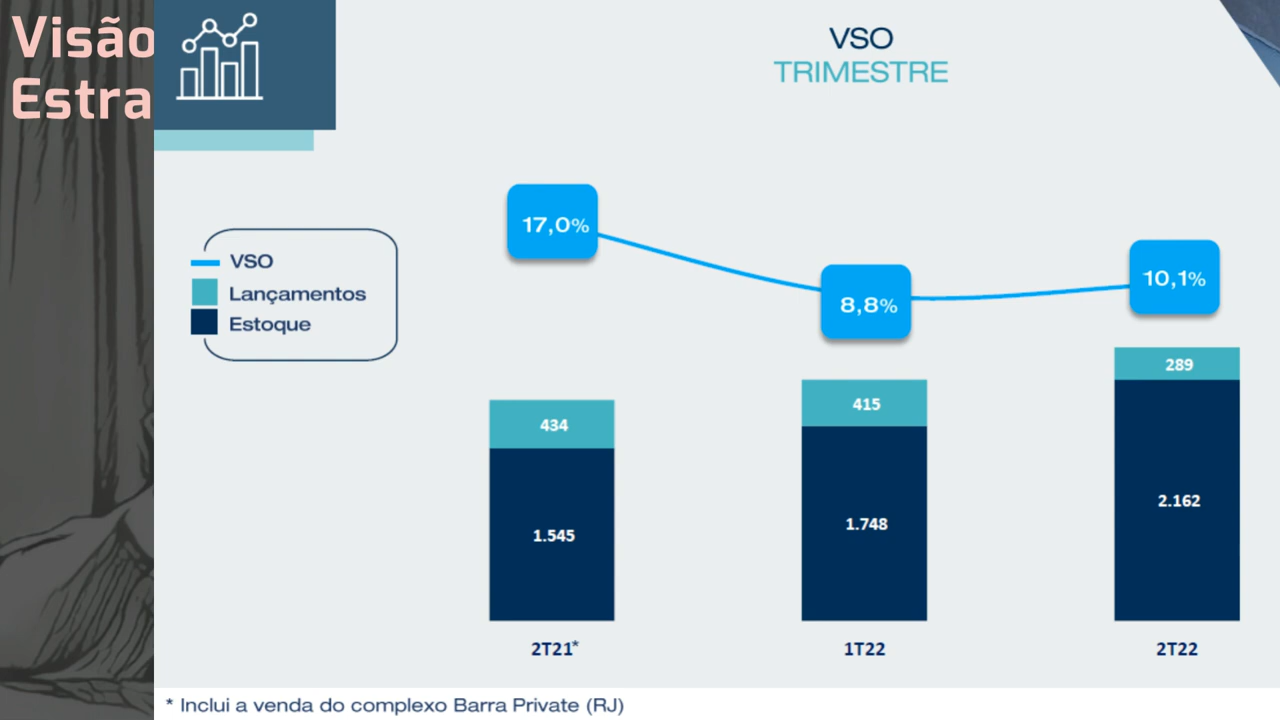 Visão
Estra
VSO
TRIMESTRE
VSO
Lançamentos
Estoque
17,0%
8,8%
10,1%
434
1.545
415
1.748
289
2.162
2T21*
1T22
2T22
* Inclui a venda do complexo Barra Private (RJ)